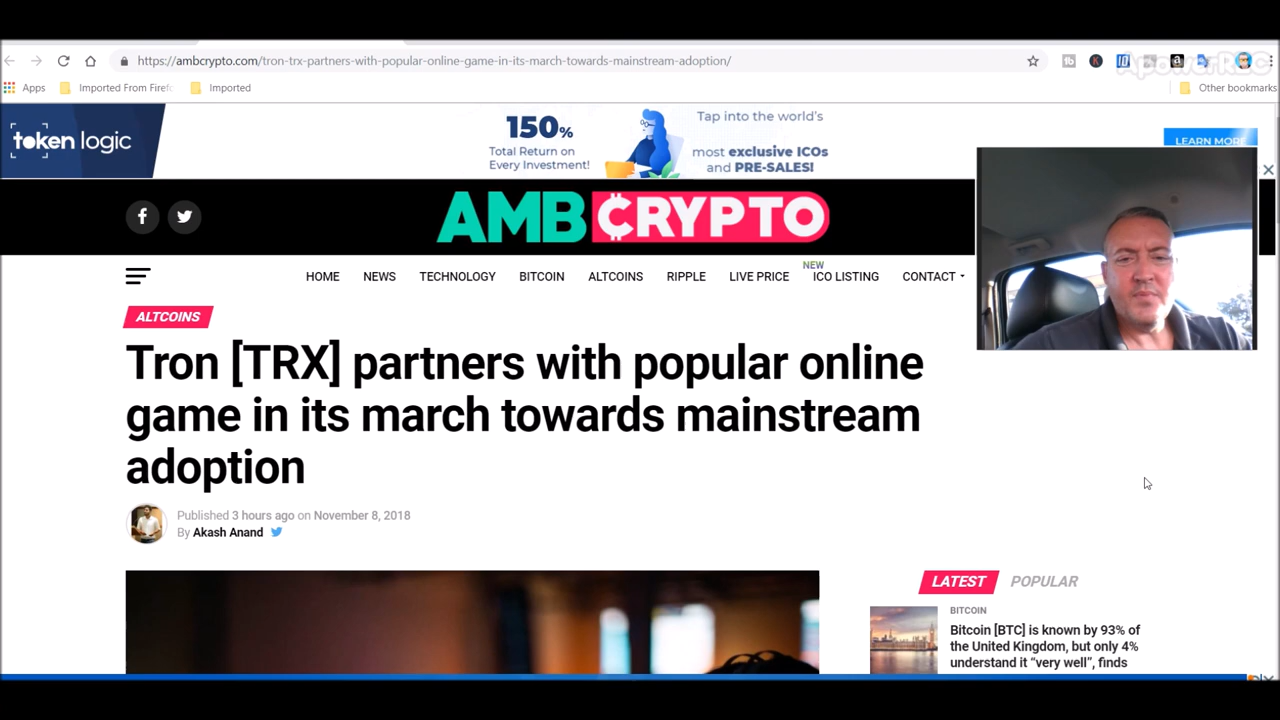 https://ambcrypto.com/tron-trx-partners-with-popular-online-game-in-its-march-towards-mainstream-adoption/
ApowerREC
Apps
Imported From Firef
Imported
Other bookmarks
token logic
150%
Total Return on
Every Investment!
Tap into the world's
most exclusive ICOs
and PRE-SALES!
LEARN MORE
AMBCRYPTO
HOME
NEWS
TECHNOLOGY
BITCOIN
ALTCOINS
RIPPLE
LIVE PRICE
NEW
ICO LISTING
CONTACT
ALTCOINS
Tron [TRX] partners with popular online
game in its march towards mainstream
adoption
Published 3 hours ago on November 8, 2018
By Akash Anand
LATEST
POPULAR
BITCOIN
Bitcoin [BTC] is known by 93% of
the United Kingdom, but only 4%
understand it “very well”, finds